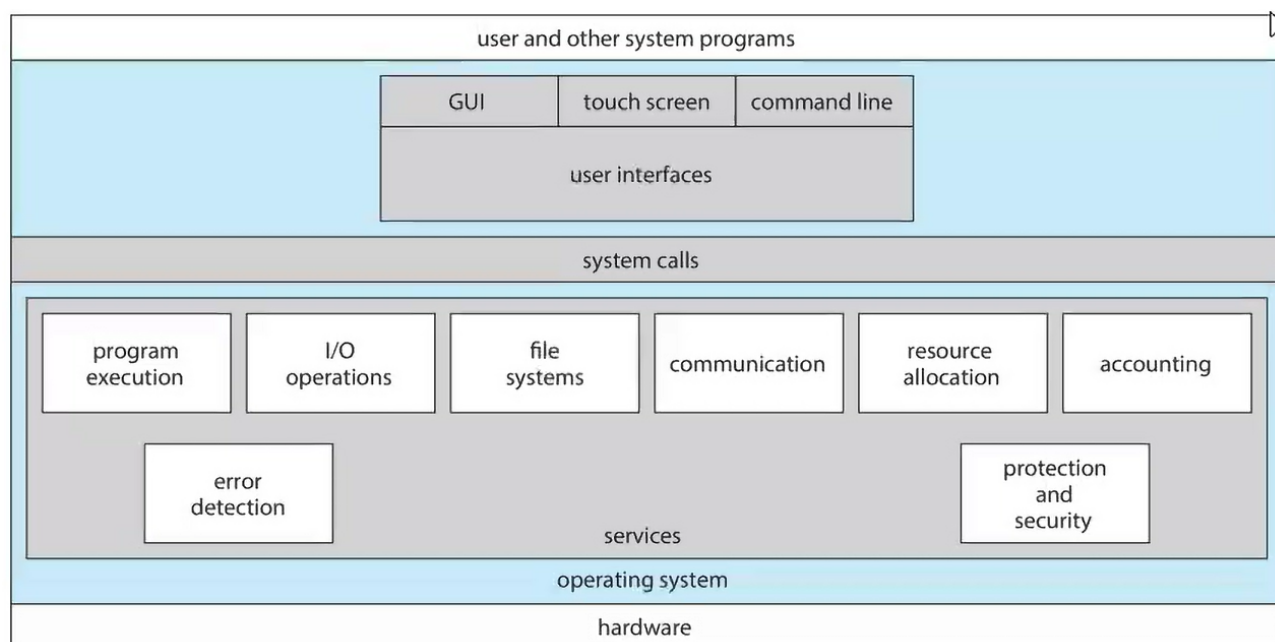 user and other system programs
GUI
touch screen
command line
user interfaces
system calls
program
execution
I/O
operations
file
systems
communication
resource
allocation
accounting
error
detection
protection
and
security
services
operating system
hardware